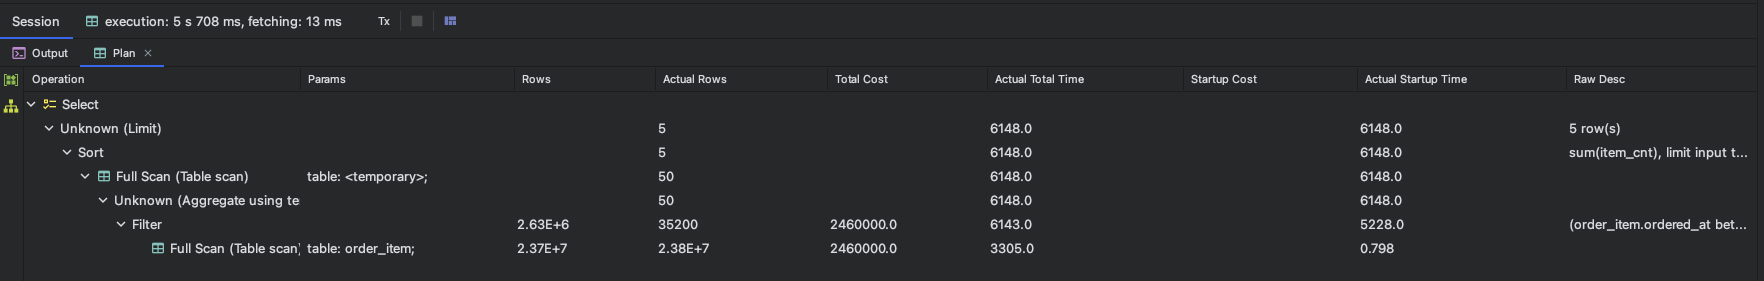 Session execution: 5 s 708 ms, fetching: 13 ms Tx
Output Plan ×
Operation Params Rows Actual Rows Total Cost Actual Total Time Startup Cost Actual Startup Time Raw Desc
Select
Unknown (Limit) 5 6148.0 6148.0 5 row(s)
Sort 5 6148.0 6148.0 sum(item_cnt), limit input t...
Full Scan (Table scan) table: <temporary>; 50 6148.0 6148.0
Unknown (Aggregate using te 50 6148.0 6148.0
Filter 2.63E+6 35200 2460000.0 6143.0 5228.0 (order_item.ordered_at bet...
Full Scan (Table scan) table: order_item; 2.37E+7 2.38E+7 2460000.0 3305.0 0.798